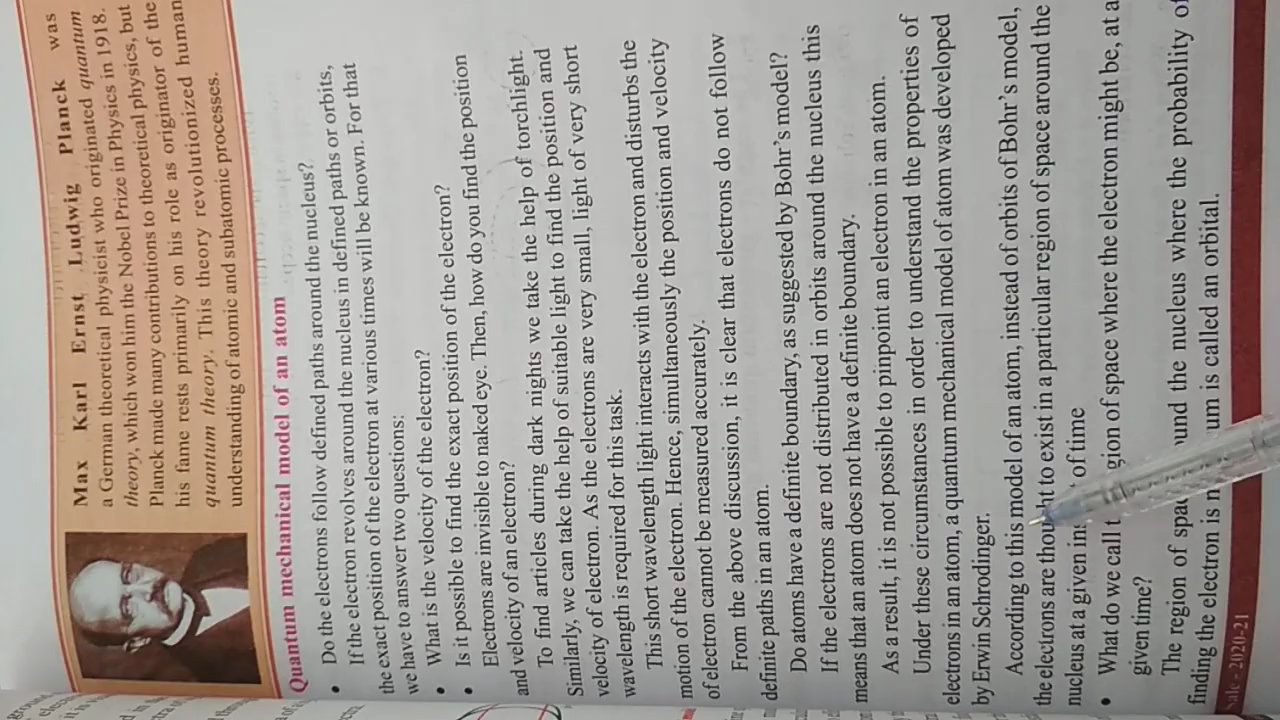 Max Karl Ernst Ludwig Planck was
a German theoretical physicist who originated quantum
theory, which won him the Nobel Prize in Physics in 1918.
Planck made many contributions to theoretical physics, but
his fame rests primarily on his role as originator of the
quantum theory. This theory revolutionized human
understanding of atomic and subatomic processes.
Quantum mechanical model of an atom
• Do the electrons follow defined paths around the nucleus?
If the electron revolves around the nucleus in defined paths or orbits,
the exact position of the electron at various times will be known. For that
we have to answer two questions:
• What is the velocity of the electron?
• Is it possible to find the exact position of the electron?
Electrons are invisible to naked eye. Then, how do you find the position
and velocity of an electron?
To find articles during dark nights we take the help of torchlight.
Similarly, we can take the help of suitable light to find the position and
velocity of electron. As the electrons are very small, light of very short
wavelength is required for this task.
This short wavelength light interacts with the electron and disturbs the
motion of the electron. Hence, simultaneously the position and velocity
of electron cannot be measured accurately.
From the above discussion, it is clear that electrons do not follow
definite paths in an atom.
Do atoms have a definite boundary, as suggested by Bohr's model?
If the electrons are not distributed in orbits around the nucleus this
means that an atom does not have a definite boundary.
As a result, it is not possible to pinpoint an electron in an atom.
Under these circumstances in order to understand the properties of
electrons in an atom, a quantum mechanical model of atom was developed
by Erwin Schrodinger.
According to this model of an atom, instead of orbits of Bohr's model,
the electrons are thought to exist in a particular region of space around the
nucleus at a given of time
• What do we call gion of space where the electron might be, at a
given time?
The region of spac und the nucleus where the probability of
finding the electron is um is called an orbital.
Sale - 2020-21